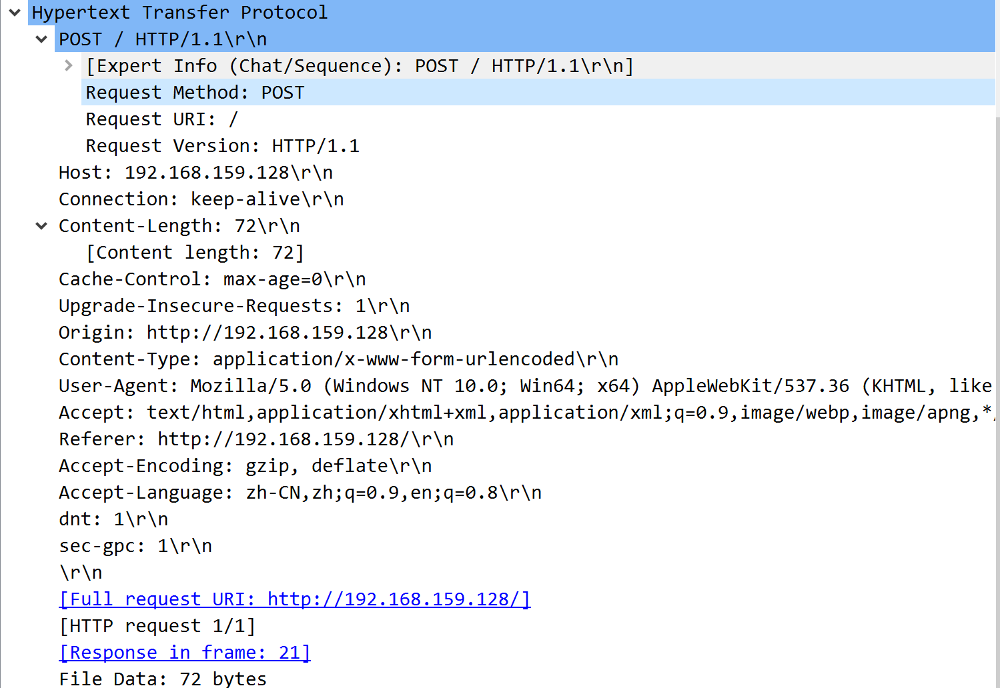 Hypertext Transfer Protocol
POST / HTTP/1.1\r\n
[Expert Info (Chat/Sequence): POST / HTTP/1.1\r\n]
Request Method: POST
Request URI: /
Request Version: HTTP/1.1
Host: 192.168.159.128\r\n
Connection: keep-alive\r\n
Content-Length: 72\r\n
[Content length: 72]
Cache-Control: max-age=0\r\n
Upgrade-Insecure-Requests: 1\r\n
Origin: http://192.168.159.128\r\n
Content-Type: application/x-www-form-urlencoded\r\n
User-Agent: Mozilla/5.0 (Windows NT 10.0; Win64; x64) AppleWebKit/537.36 (KHTML, like
Accept: text/html,application/xhtml+xml,application/xml;q=0.9,image/webp,image/apng,*/
Referer: http://192.168.159.128/\r\n
Accept-Encoding: gzip, deflate\r\n
Accept-Language: zh-CN,zh;q=0.9,en;q=0.8\r\n
dnt: 1\r\n
sec-gpc: 1\r\n
\r\n
[Full request URI: http://192.168.159.128/]
[HTTP request 1/1]
[Response in frame: 21]
File Data: 72 bytes